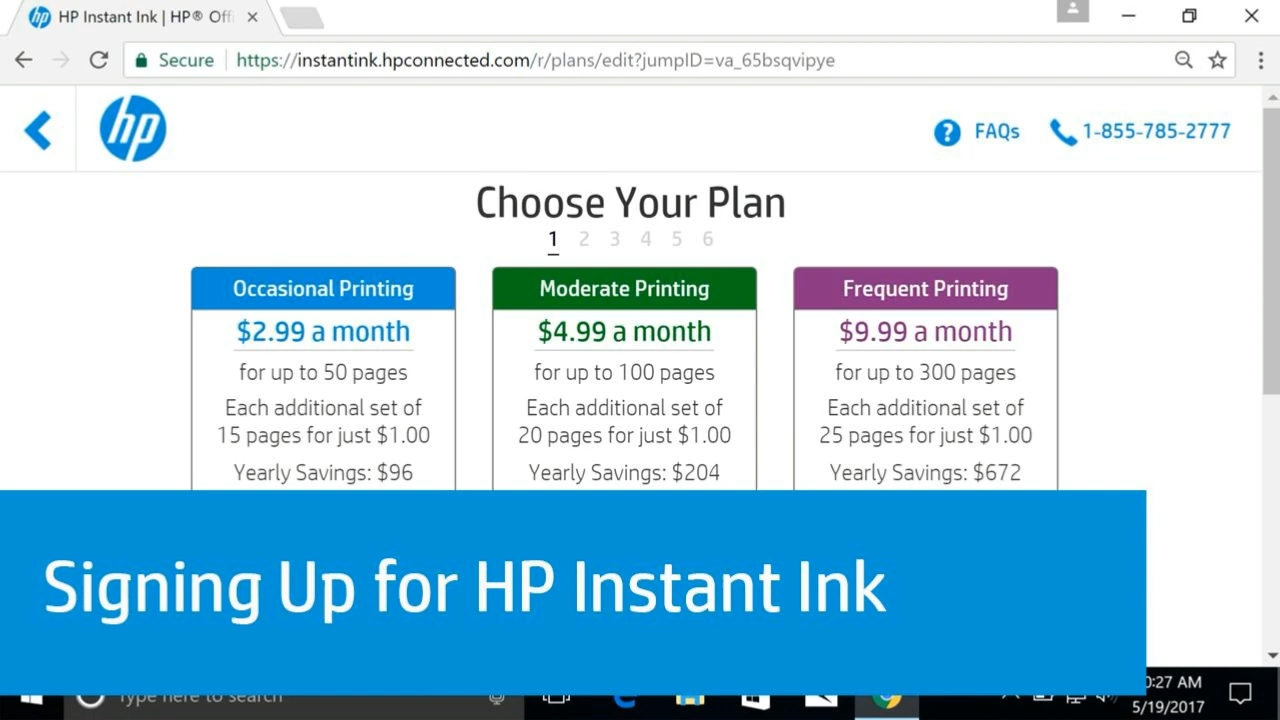 HP Instant Ink | HP® Off
Secure
https://instantink.hpconnected.com/r/plans/edit?jumpID=va_65bsqvipye
hp
FAQs
1-855-785-2777
Choose Your Plan
1 2 3 4 5 6
Occasional Printing
$2.99 a month
for up to 50 pages
Each additional set of
15 pages for just $1.00
Yearly Savings: $96
Moderate Printing
$4.99 a month
for up to 100 pages
Each additional set of
20 pages for just $1.00
Yearly Savings: $204
Frequent Printing
$9.99 a month
for up to 300 pages
Each additional set of
25 pages for just $1.00
Yearly Savings: $672
Signing Up for HP Instant Ink
Type here to search
0:27 AM
5/19/2017